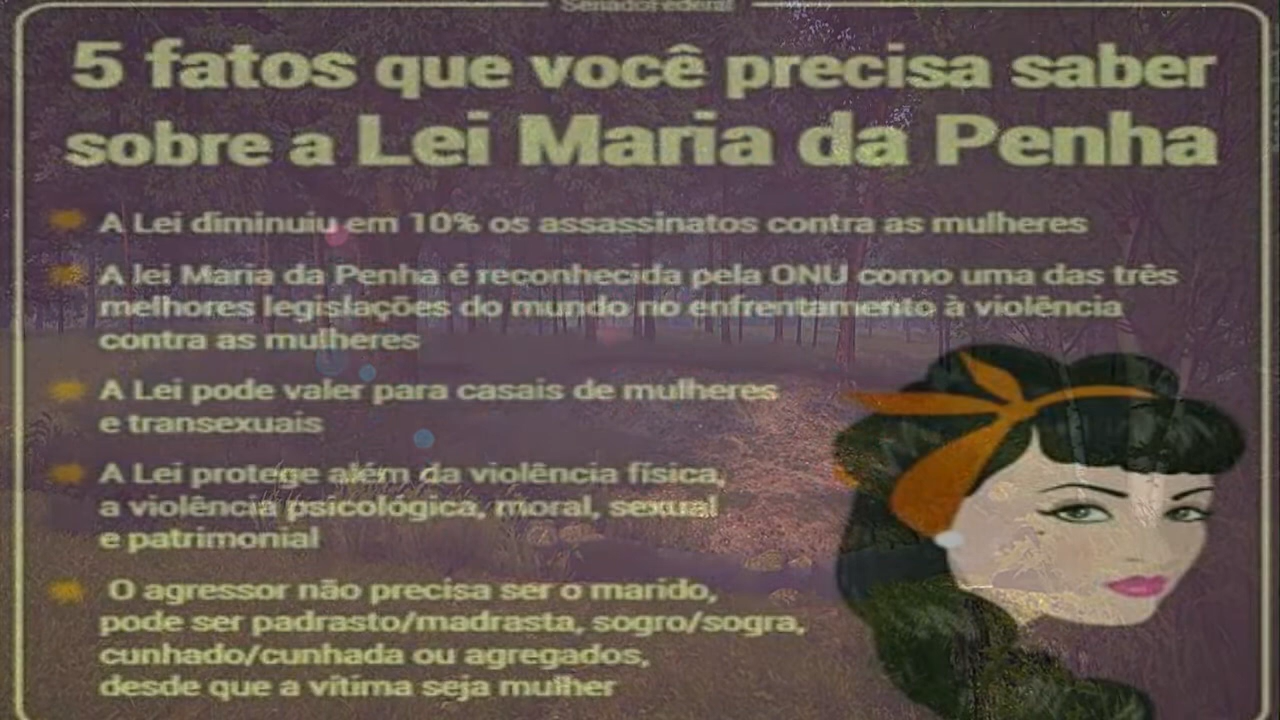 SenadoFederal
5 fatos que você precisa saber
sobre a Lei Maria da Penha
A Lei diminuiu em 10% os assassinatos contra as mulheres
A lei Maria da Penha é reconhecida pela ONU como uma das três
melhores legislações do mundo no enfrentamento à violência
contra as mulheres
A Lei pode valer para casais de mulheres
e transexuais
A Lei protege além da violência física,
a violência psicológica, moral, sexual
e patrimonial
O agressor não precisa ser o marido,
pode ser padrasto/madrasta, sogro/sogra,
cunhado/cunhada ou agregados,
desde que a vítima seja mulher